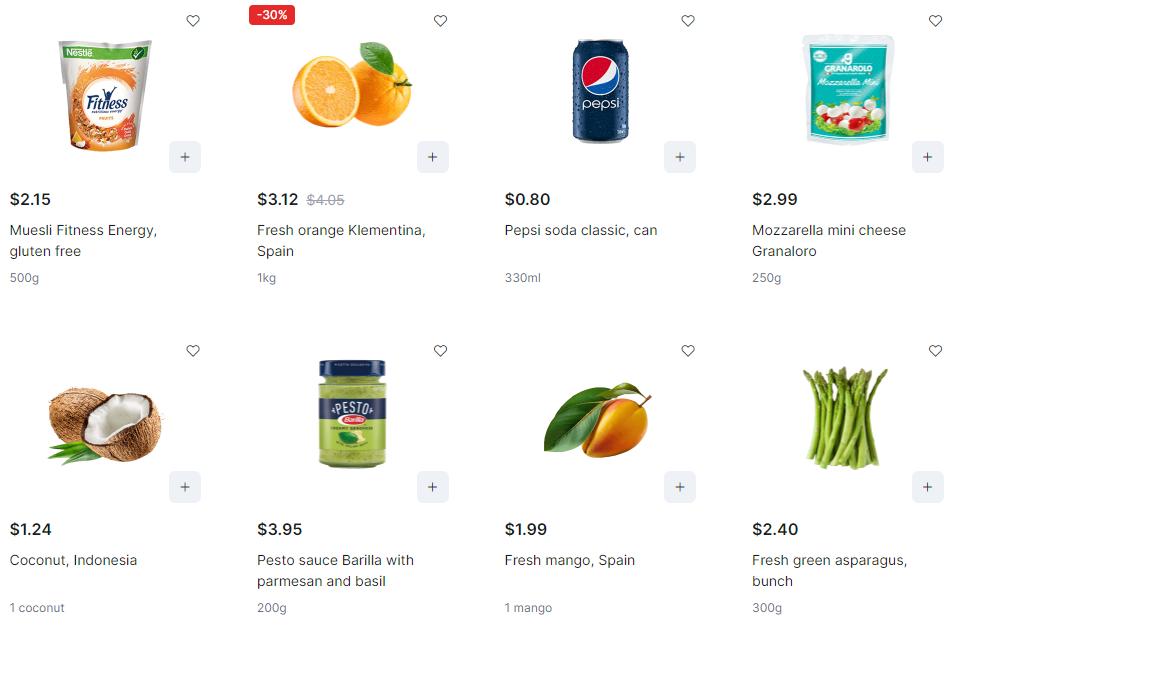 -30%
Nestlé
Fitness
FRUITS
pepsi
GRANAROLO
Mozzarella Mini
$2.15
$3.12 $4.05
$0.80
$2.99
Muesli Fitness Energy,
gluten free
Fresh orange Klementina,
Spain
Pepsi soda classic, can
Mozzarella mini cheese
Granaloro
500g
1kg
330ml
250g
PESTO
Barilla
$1.24
$3.95
$1.99
$2.40
Coconut, Indonesia
Pesto sauce Barilla with
parmesan and basil
Fresh mango, Spain
Fresh green asparagus,
bunch
1 coconut
200g
1 mango
300g